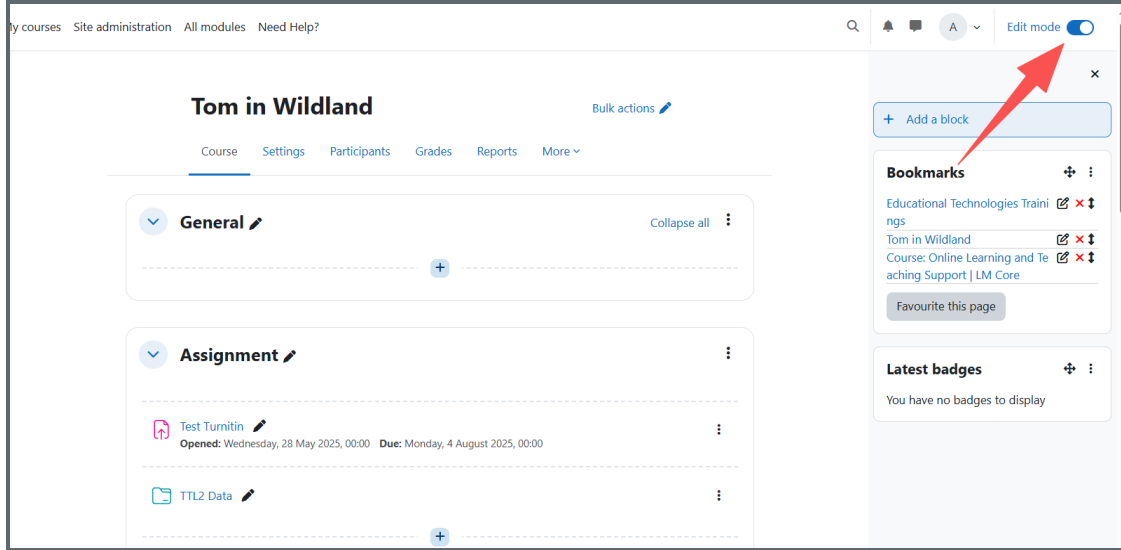 My courses Site administration All modules Need Help? A Edit mode
Tom in Wildland
Bulk actions
Course Settings Participants Grades Reports More
General
Collapse all
Assignment
Test Turnitin
Opened: Wednesday, 28 May 2025, 00:00 Due: Monday, 4 August 2025, 00:00
TTL2 Data
Add a block
Bookmarks
Educational Technologies Traini
ngs
Tom in Wildland
Course: Online Learning and Te
aching Support | LM Core
Favourite this page
Latest badges
You have no badges to display